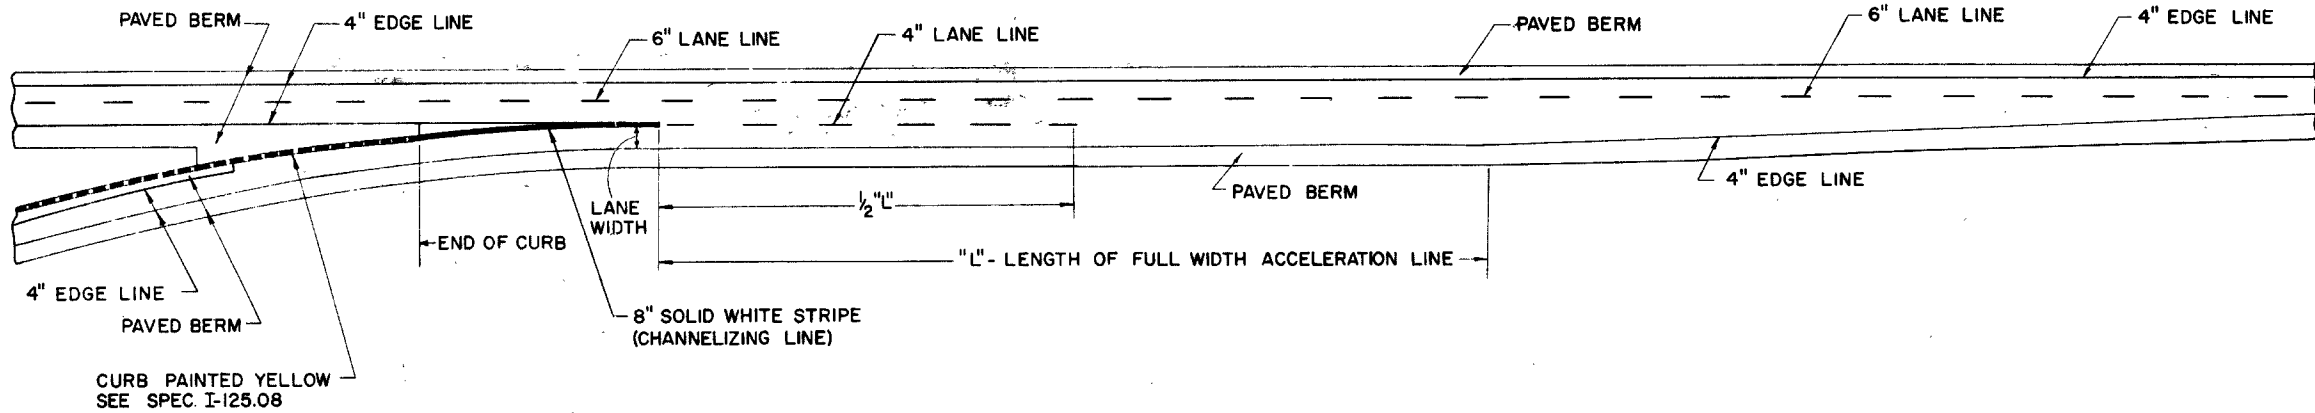 PAVED BERM
4" EDGE LINE
6" LANE LINE
4" LANE LINE
PAVED BERM
6" LANE LINE
4" EDGE LINE
LANE
WIDTH
½ "L"
PAVED BERM
4" EDGE LINE
END OF CURB
"L" - LENGTH OF FULL WIDTH ACCELERATION LINE
4" EDGE LINE
PAVED BERM
8" SOLID WHITE STRIPE
(CHANNELIZING LINE)
CURB PAINTED YELLOW
SEE SPEC. I-125.08